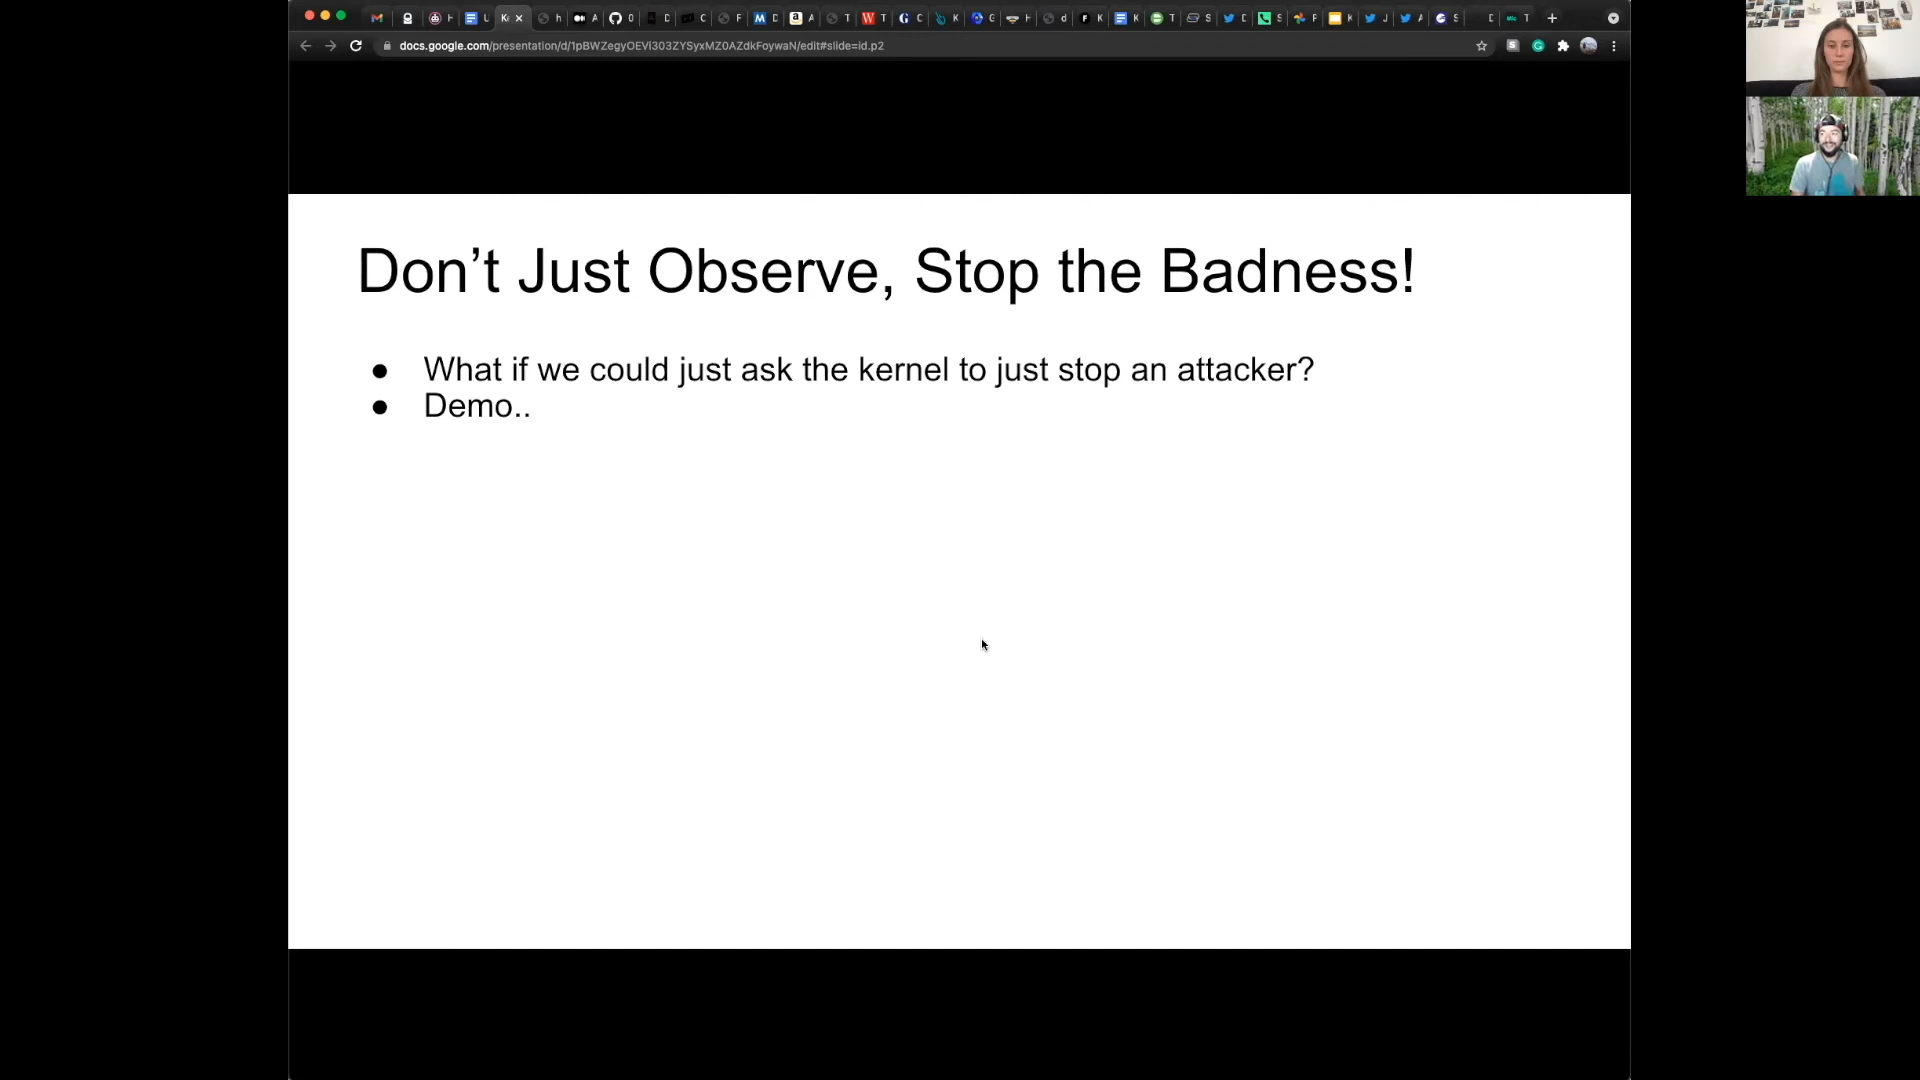 docs.google.com/presentation/d/1pBWZegyOEVl303ZYSyxMZ0AZdkFoywaN/edit#slide=id.p2
Don’t Just Observe, Stop the Badness!
● What if we could just ask the kernel to just stop an attacker?
● Demo..